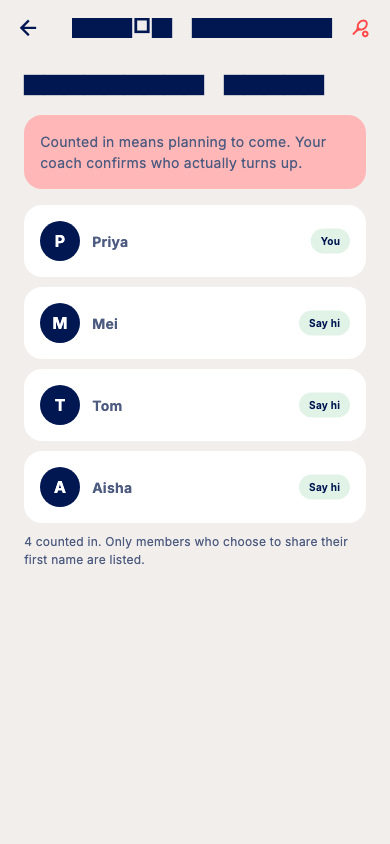 Counted in means planning to come. Your
coach confirms who actually turns up.
P Priya You
M Mei Say hi
T Tom Say hi
A Aisha Say hi
4 counted in. Only members who choose to share their
first name are listed.